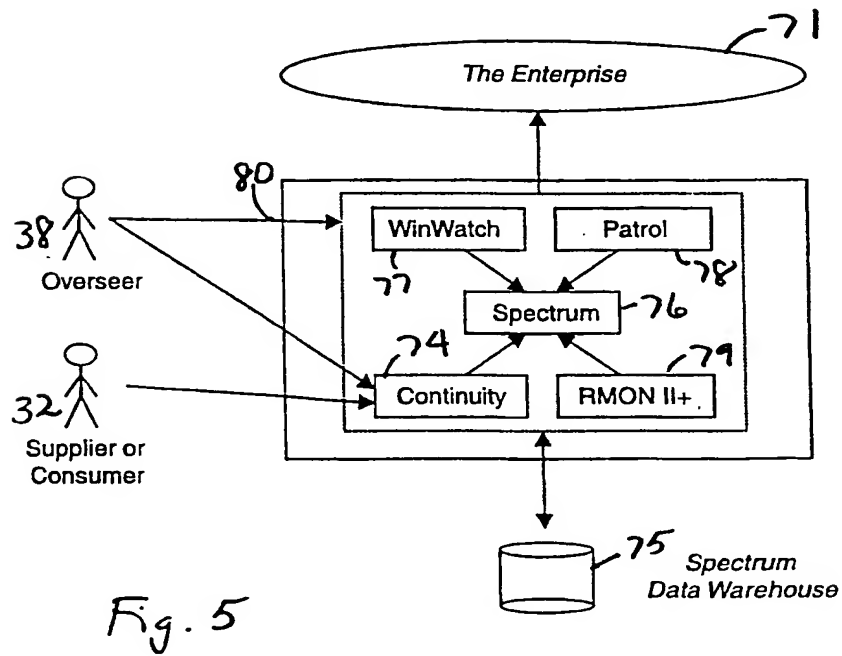 71
The Enterprise
80
38
Overseer
WinWatch
Patrol
77
78
Spectrum
76
74
79
Continuity
RMON II+
32
Supplier or
Consumer
75
Spectrum
Data Warehouse
Fig. 5